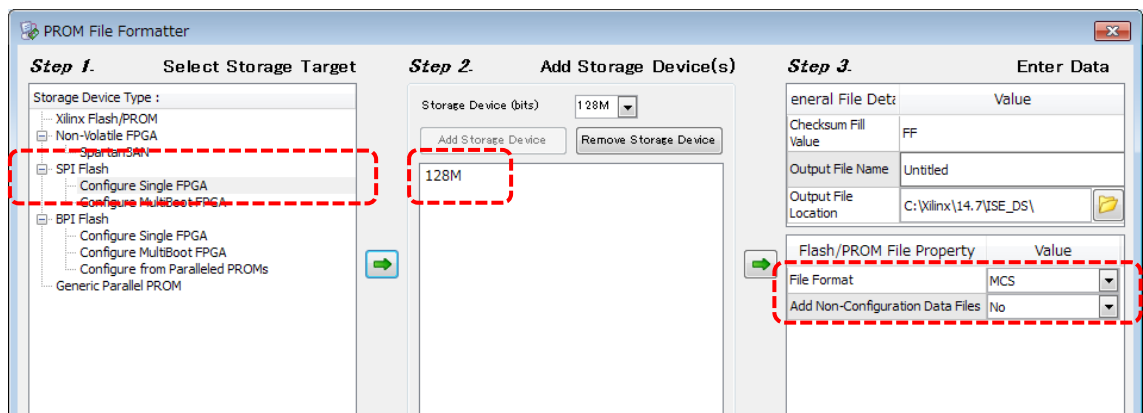 PROM File Formatter
Step 1. Select Storage Target
Storage Device Type :
Xilinx Flash/PROM
Non-Volatile FPGA
Spartan3AN
SPI Flash
Configure Single FPGA
Configure MultiBoot FPGA
BPI Flash
Configure Single FPGA
Configure MultiBoot FPGA
Configure from Paralleled PROMs
Generic Parallel PROM
Step 2. Add Storage Device(s)
Storage Device (bits) 128M
Add Storage Device Remove Storage Device
128M
Step 3. Enter Data
eneral File Deta Value
Checksum Fill
Value FF
Output File Name Untitled
Output File
Location C:\Xilinx\14.7\ISE_DS\
Flash/PROM File Property Value
File Format MCS
Add Non-Configuration Data Files No